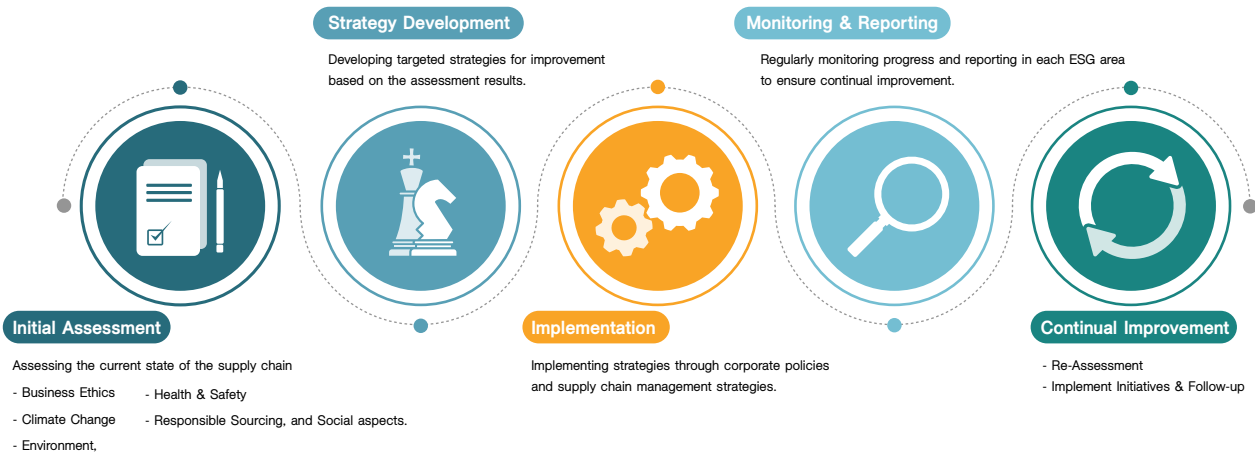 Strategy Development
Developing targeted strategies for improvement
based on the assessment results.
Monitoring & Reporting
Regularly monitoring progress and reporting in each ESG area
to ensure continual improvement.
Initial Assessment
Assessing the current state of the supply chain
- Business Ethics
- Climate Change
- Environment,
- Health & Safety
- Responsible Sourcing, and Social aspects.
Implementation
Implementing strategies through corporate policies
and supply chain management strategies.
Continual Improvement
- Re-Assessment
- Implement Initiatives & Follow-up